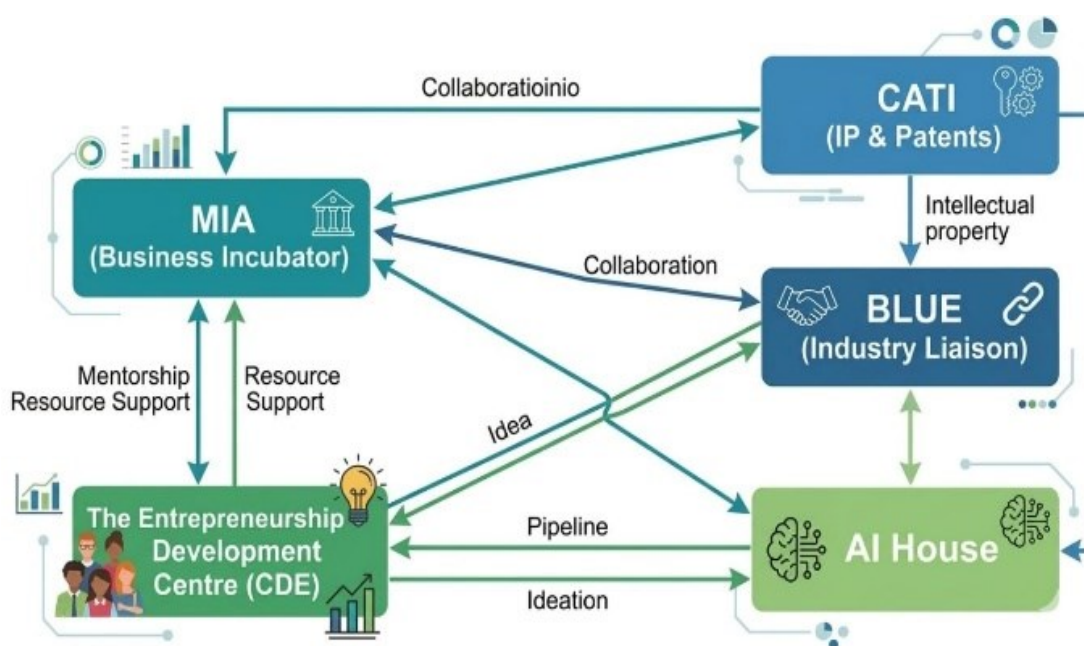 Collaboratioinio
CATI
(IP & Patents)
MIA
(Business Incubator)
Intellectual
property
Collaboration
BLUE
(Industry Liaison)
Mentorship
Resource Support
Resource
Support
Idea
The Entrepreneurship
Development
Centre (CDE)
Pipeline
Ideation
AI House